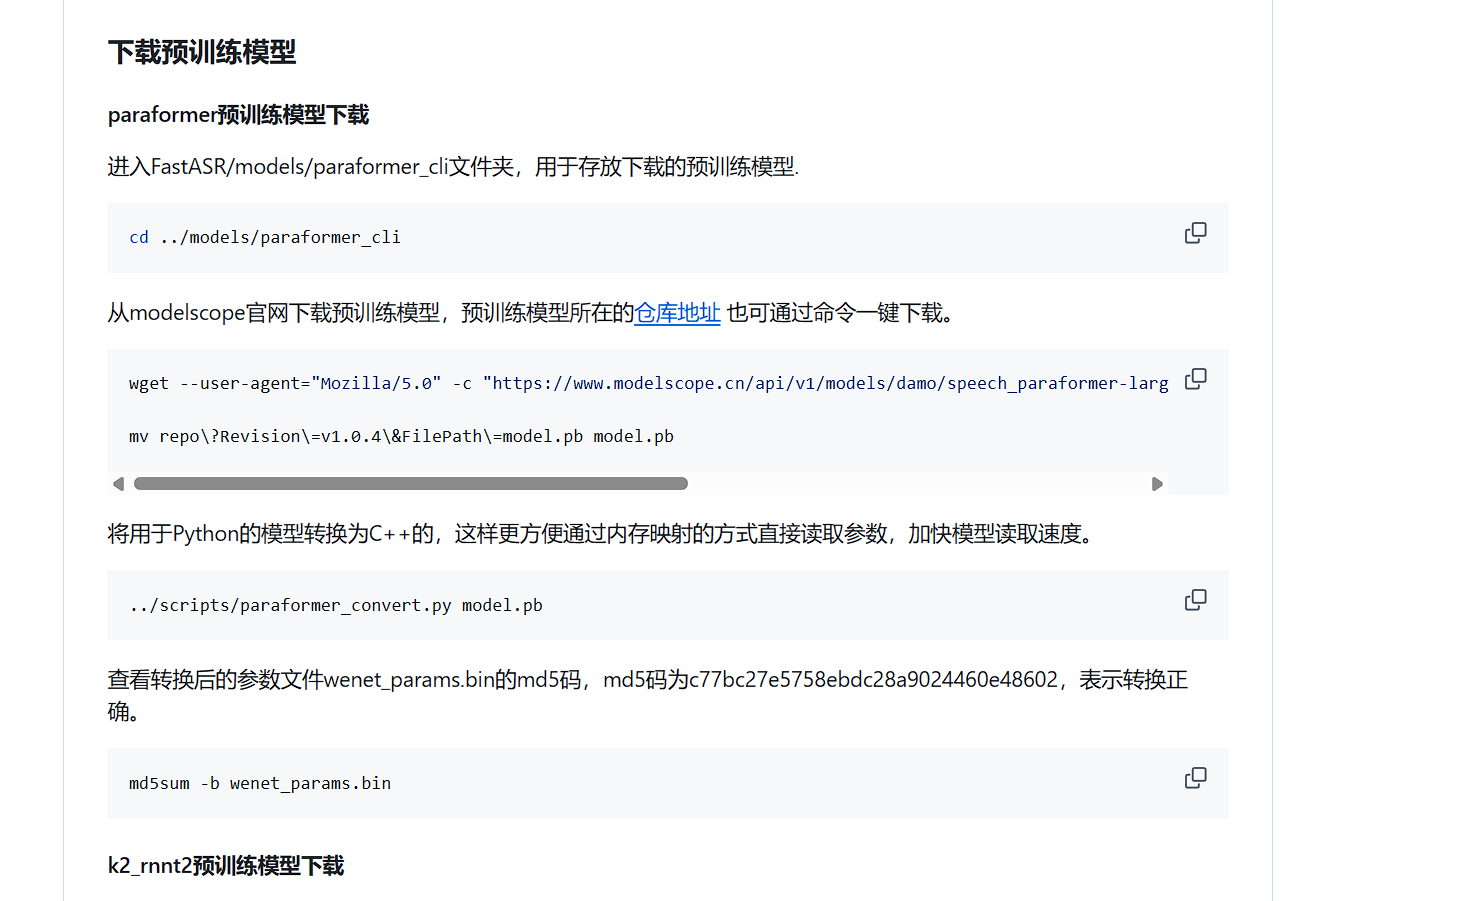 下载预训练模型
paraformer预训练模型下载
进入FastASR/models/paraformer_cli文件夹，用于存放下载的预训练模型.
cd ../models/paraformer_cli
从modelscope官网下载预训练模型，预训练模型所在的仓库地址 也可通过命令一键下载。
wget --user-agent="Mozilla/5.0" -c "https://www.modelscope.cn/api/v1/models/damo/speech_paraformer-larg
mv repo\?Revision\=v1.0.4\&FilePath\=model.pb model.pb
将用于Python的模型转换为C++的，这样更方便通过内存映射的方式直接读取参数，加快模型读取速度。
../scripts/paraformer_convert.py model.pb
查看转换后的参数文件wenet_params.bin的md5码，md5码为c77bc27e5758ebdc28a9024460e48602，表示转换正
确。
md5sum -b wenet_params.bin
k2_rnnt2预训练模型下载